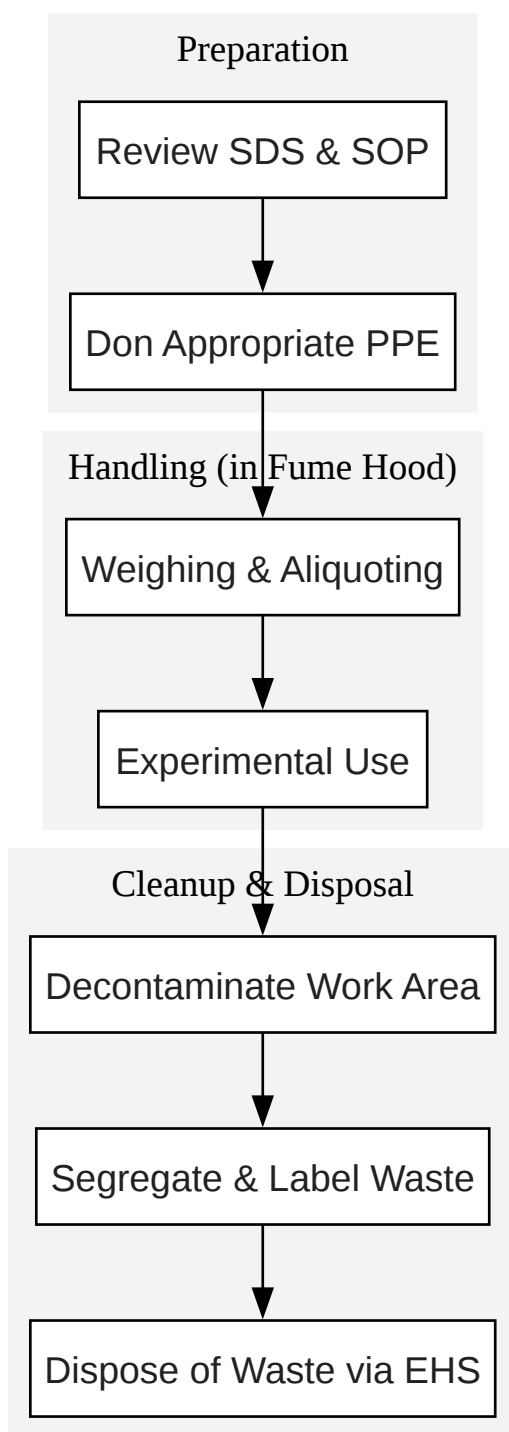 Preparation
Review SDS & SOP
Don Appropriate PPE
Handling (in Fume Hood)
Weighing & Aliquoting
Experimental Use
Cleanup & Disposal
Decontaminate Work Area
Segregate & Label Waste
Dispose of Waste via EHS